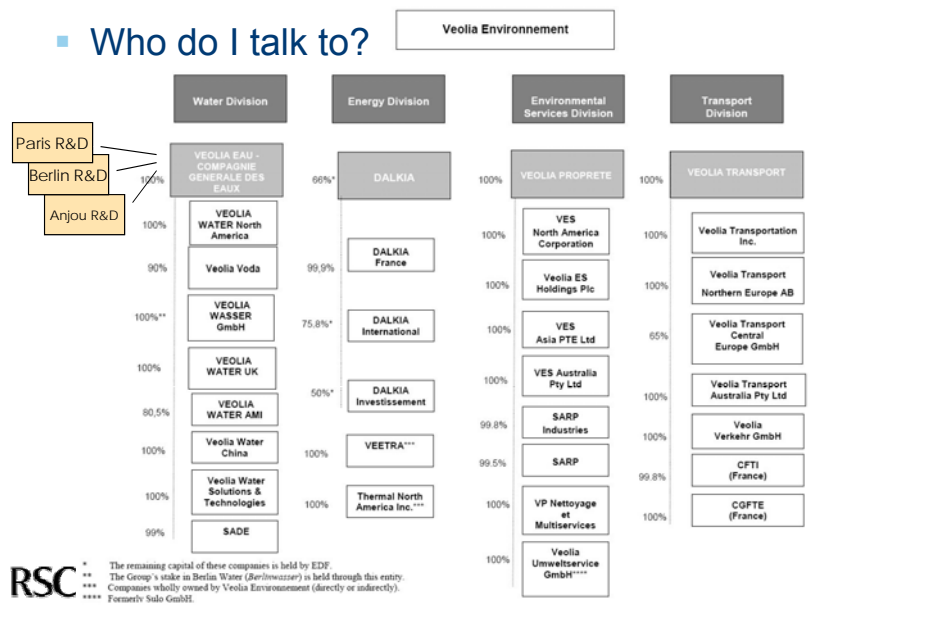 Who do I talk to?
Veolia Environnement
Water Division
Energy Division
Environmental
Services Division
Transport
Division
Paris R&D
Berlin R&D
Anjou R&D
100%
VEOLIA EAU -
COMPAGNIE
GENERALE DES
EAUX
100%
VEOLIA
WATER North
America
90%
Veolia Voda
100%**
VEOLIA
WASSER
GmbH
100%
VEOLIA
WATER UK
80,5%
VEOLIA
WATER AMI
100%
Veolia Water
China
100%
Veolia Water
Solutions &
Technologies
99%
SADE
66%*
DALKIA
99,9%
DALKIA
France
75.8%*
DALKIA
International
50%*
DALKIA
Investissement
100%
VEETRA***
100%
Thermal North
America Inc.***
100%
VEOLIA PROPRETE
100%
VES
North America
Corporation
100%
Veolia ES
Holdings Plc
100%
VES
Asia PTE Ltd
100%
VES Australia
Pty Ltd
99.8%
SARP
Industries
99.5%
SARP
100%
VP Nettoyage
et
Multiservices
100%
Veolia
Umweltservice
GmbH****
100%
VEOLIA TRANSPORT
100%
Veolia Transportation
Inc.
100%
Veolia Transport
Northern Europe AB
65%
Veolia Transport
Central
Europe GmbH
100%
Veolia Transport
Australia Pty Ltd
100%
Veolia
Verkehr GmbH
99.8%
CFTI
(France)
100%
CGFTE
(France)
RSC
* The remaining capital of these companies is held by EDF.
** The Group's stake in Berlin Water (Berlinwasser) is held through this entity.
*** Companies wholly owned by Veolia Environnement (directly or indirectly).
**** Formerly Sulo GmbH.